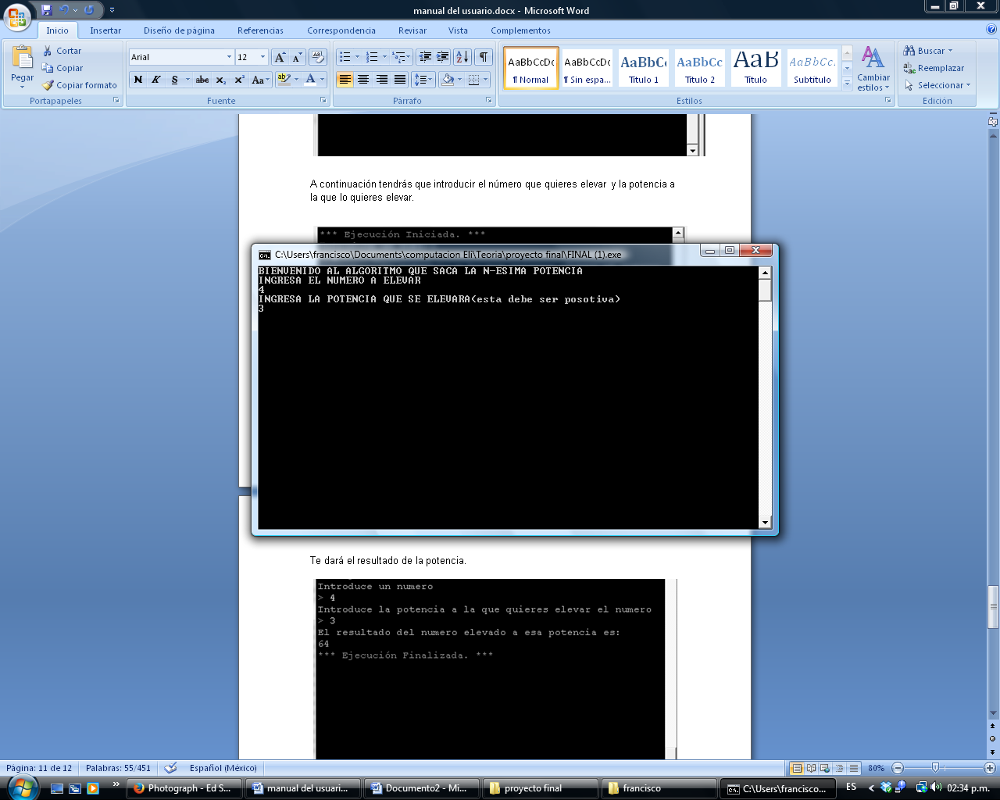 manual del usuario.docx - Microsoft Word
Inicio
Insertar
Diseño de página
Referencias
Correspondencia
Revisar
Vista
Complementos
Pegar
Cortar
Copiar
Copiar formato
Portapapeles
Arial
12
Fuente
Párrafo
AaBbCcDc
¶ Normal
AaBbCcDc
¶ Sin espa...
AaBbC
Título 1
AaBbCc
Título 2
AaB
Título
AaBbCc.
Subtítulo
Cambiar
estilos
Estilos
Buscar
Reemplazar
Seleccionar
Edición
A continuación tendrás que introducir el número que quieres elevar y la potencia a
la que lo quieres elevar.
*** Ejecución Iniciada. ***
C:\Users\francisco\Documents\computacion Eli\Teoria\proyecto final\FINAL (1).exe
BIENVENIDO AL ALGORITMO QUE SACA LA N-ESIMA POTENCIA
INGRESA EL NUMERO A ELEVAR
4
INGRESA LA POTENCIA QUE SE ELEVARA(esta debe ser posotiva)
3
Te dará el resultado de la potencia.
Introduce un numero
> 4
Introduce la potencia a la que quieres elevar el numero
> 3
El resultado del numero elevado a esa potencia es:
64
*** Ejecución Finalizada. ***
Página: 11 de 12
Palabras: 55/451
Español (México)
80%
Photograph - Ed S...
manual del usuari...
Documento2 - Mi...
proyecto final
francisco
C:\Users\francisco...
ES
02:34 p.m.